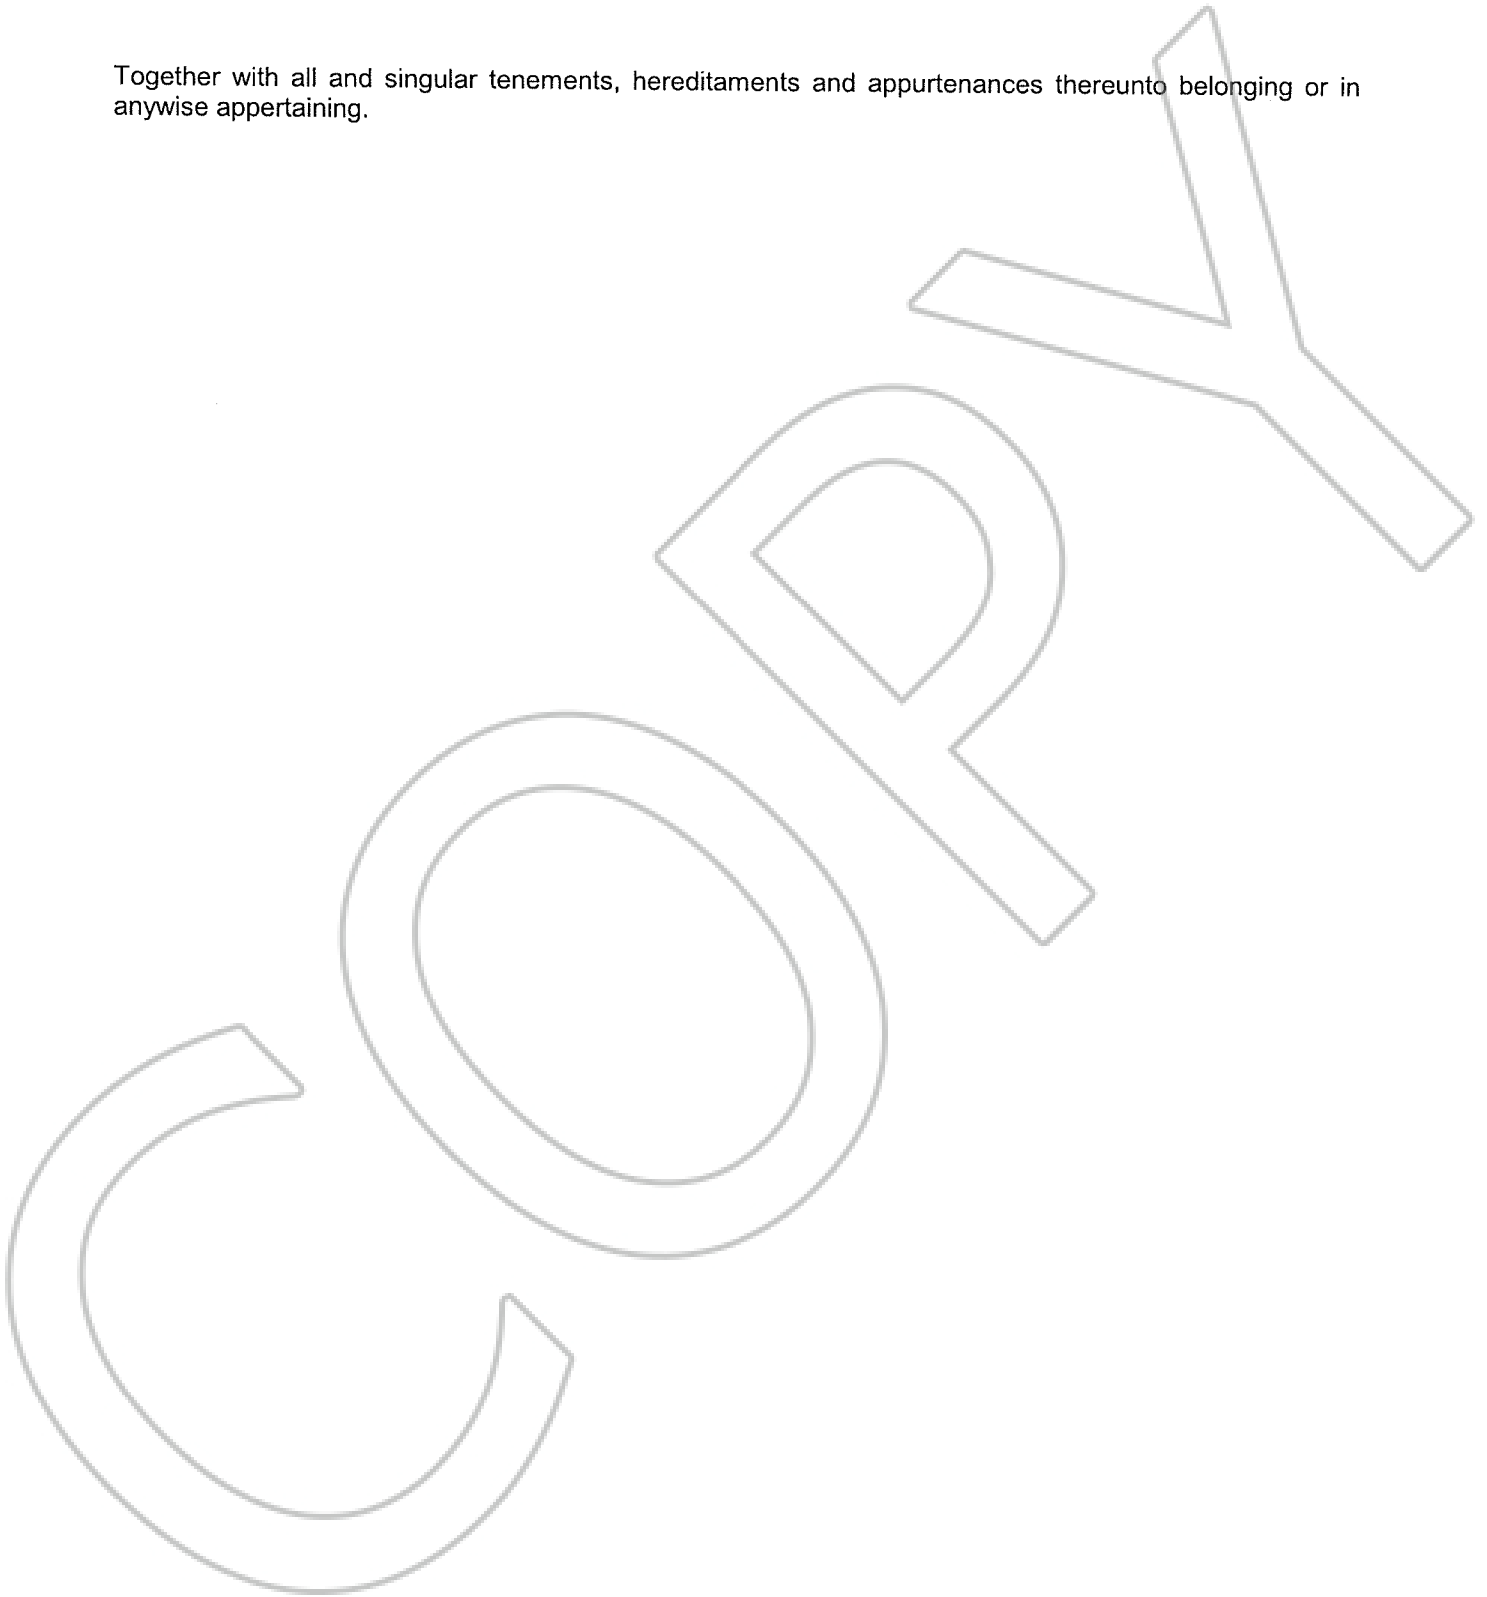 Together with all and singular tenements, hereditaments and appurtenances thereunto belonging or in
anywise appertaining.
COPY